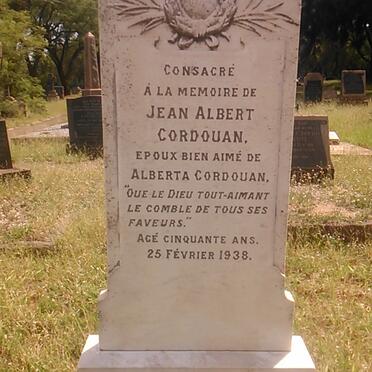 CONSACRÉ
À LA MEMOIRE DE
JEAN ALBERT
CORDOUAN,
EPOUX BIEN AIMÉ DE
ALBERTA CORDOUAN,
"QUE LE DIEU TOUT-AIMANT
LE COMBLE DE TOUS SES
FAVEURS."
AGÉ CINQUANTE ANS.
25 FÉVRIER 1938.